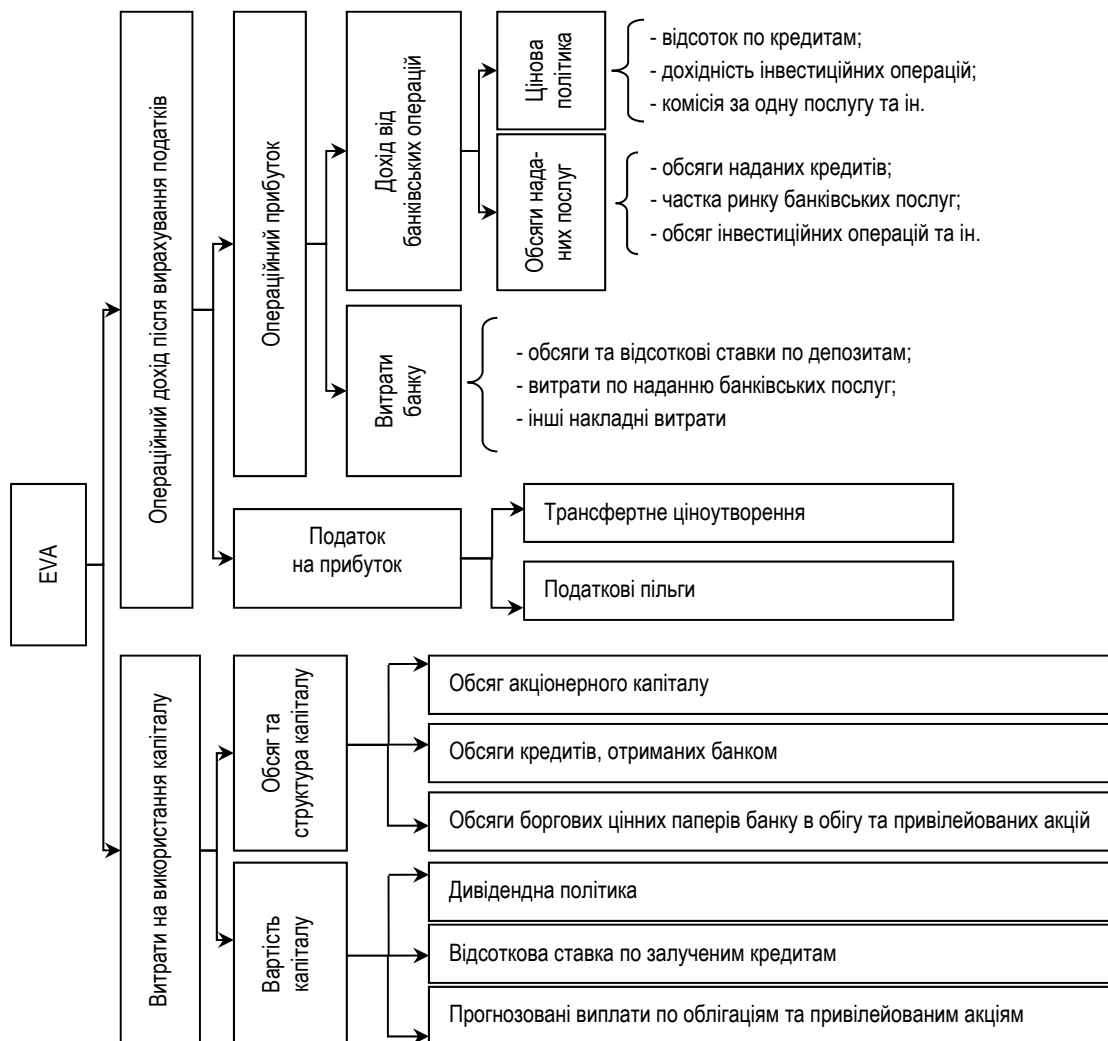 EVA
Операційний дохід після вирахування податків
Операційний прибуток
Дохід від
банківських операцій
Цінова
політика
- відсоток по кредитам;
- дохідність інвестиційних операцій;
- комісія за одну послугу та ін.
Обсяги нада-
них послуг
- обсяги наданих кредитів;
- частка ринку банківських послуг;
- обсяг інвестиційних операцій та ін.
Витрати
банку
- обсяги та відсоткові ставки по депозитам;
- витрати по наданню банківських послуг;
- інші накладні витрати
Податок
на прибуток
Трансфертне ціноутворення
Податкові пільги
Витрати на використання капіталу
Обсяг та
структура капіталу
Обсяг акціонерного капіталу
Обсяги кредитів, отриманих банком
Обсяги боргових цінних паперів банку в обігу та привілейованих акцій
Вартість
капіталу
Дивідендна політика
Відсоткова ставка по залученим кредитам
Прогнозовані виплати по облігаціям та привілейованим акціям